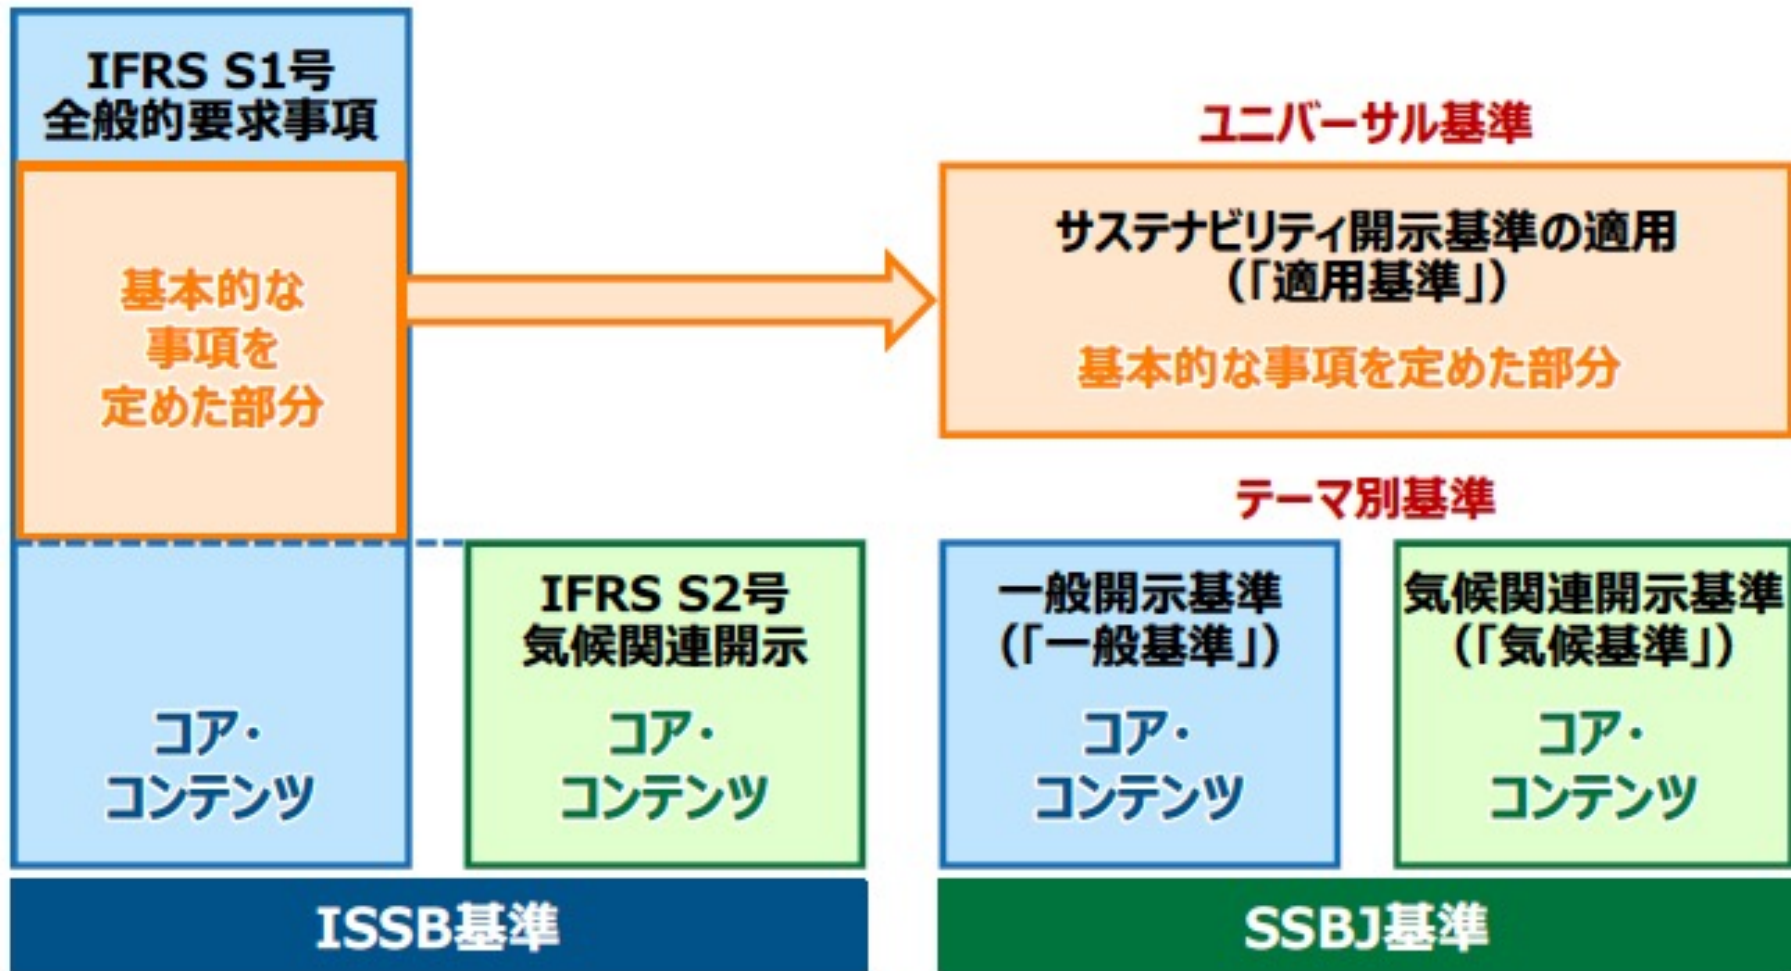 IFRS S1号
全般的要求事項
基本的な
事項を
定めた部分
コア・
コンテンツ
IFRS S2号
気候関連開示
コア・
コンテンツ
ISSB基準
ユニバーサル基準
サステナビリティ開示基準の適用
(「適用基準」)
基本的な事項を定めた部分
テーマ別基準
一般開示基準
(「一般基準」)
コア・
コンテンツ
気候関連開示基準
(「気候基準」)
コア・
コンテンツ
SSBJ基準